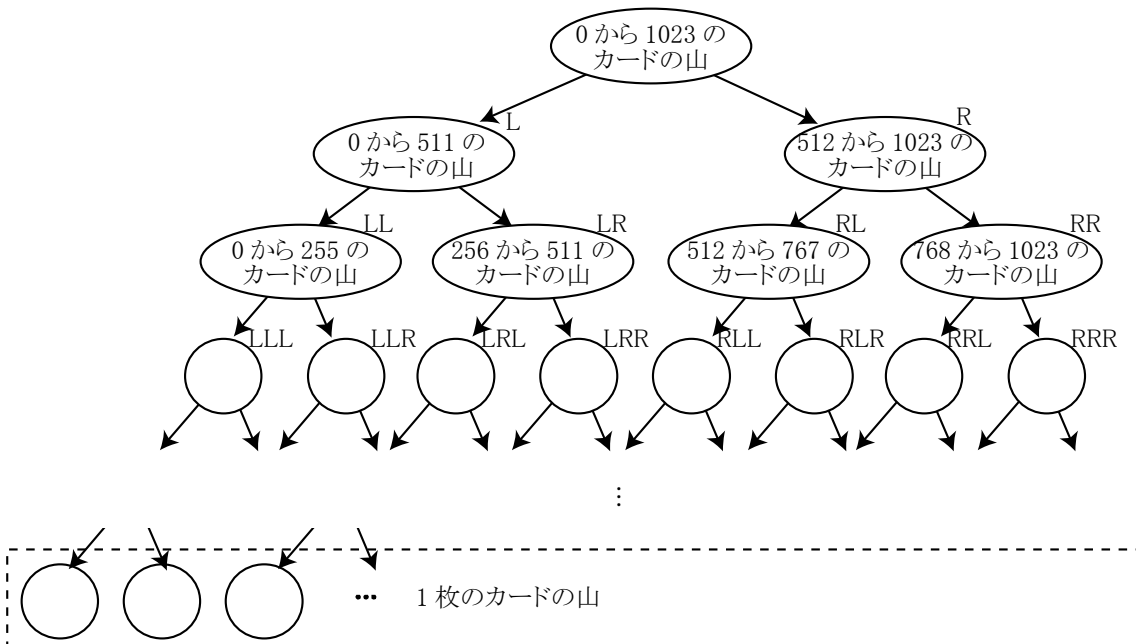 0 から 1023 の
カードの山
L
R
0 から 511 の
カードの山
512 から 1023 の
カードの山
LL
LR
RL
RR
0 から 255 の
カードの山
256 から 511 の
カードの山
512 から 767 の
カードの山
768 から 1023 の
カードの山
LLL
LLR
LRL
LRR
RLL
RLR
RRL
RRR
⋮
… 1 枚のカードの山